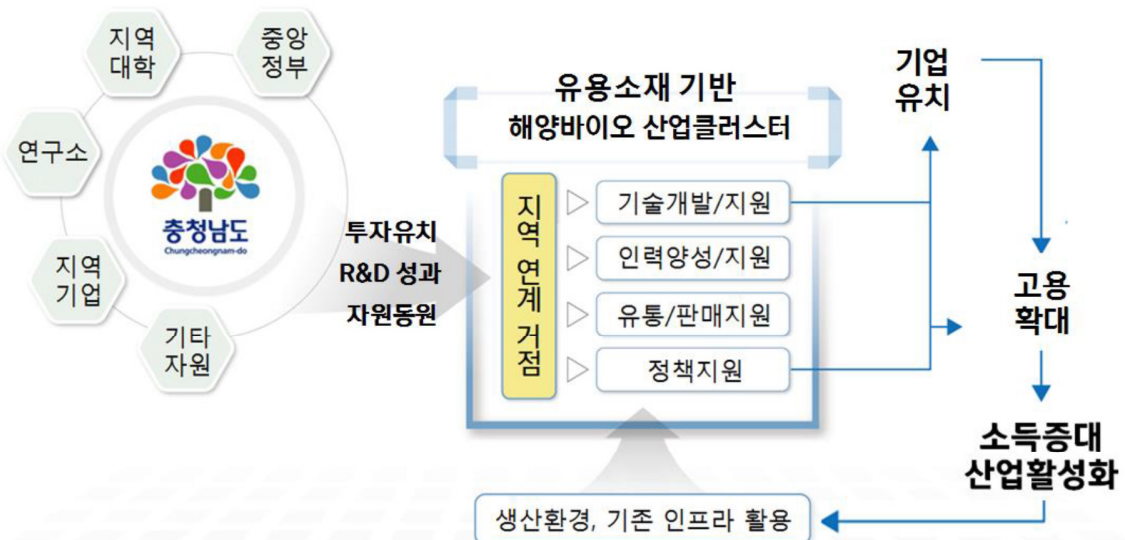 지역
대학
중앙
정부
연구소
충청남도
Chungcheongnam-do
지역
기업
기타
자원
투자유치
R&D 성과
자원동원
유용소재 기반
해양바이오 산업클러스터
지역 연계 거점
기술개발/지원
인력양성/지원
유통/판매지원
정책지원
기업
유치
고용
확대
소득증대
산업활성화
생산환경, 기존 인프라 활용